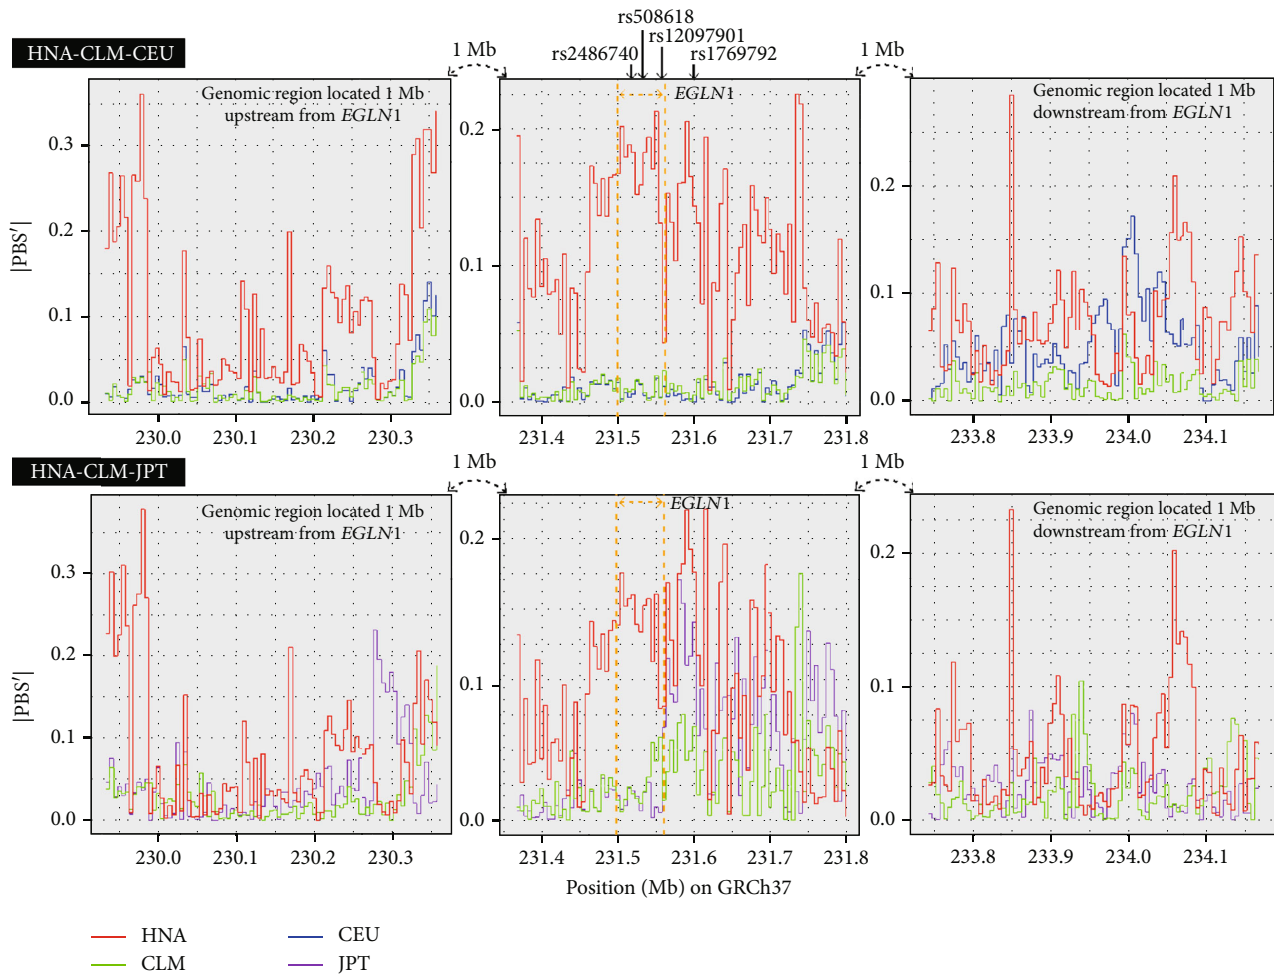 rs508618
rs12097901
rs2486740
rs1769792
HNA-CLM-CEU
1 Mb
1 Mb
Genomic region located 1 Mb
upstream from EGLN1
EGLN1
Genomic region located 1 Mb
downstream from EGLN1
|PBS′|
0.3
0.2
0.1
0.0
0.2
0.1
0.0
0.2
0.1
0.0
230.0 230.1 230.2 230.3
231.4 231.5 231.6 231.7 231.8
233.8 233.9 234.0 234.1
HNA-CLM-JPT
1 Mb
1 Mb
Genomic region located 1 Mb
upstream from EGLN1
EGLN1
Genomic region located 1 Mb
downstream from EGLN1
|PBS′|
0.3
0.2
0.1
0.0
0.2
0.1
0.0
0.2
0.1
0.0
230.0 230.1 230.2 230.3
231.4 231.5 231.6 231.7 231.8
233.8 233.9 234.0 234.1
Position (Mb) on GRCh37
HNA
CEU
CLM
JPT